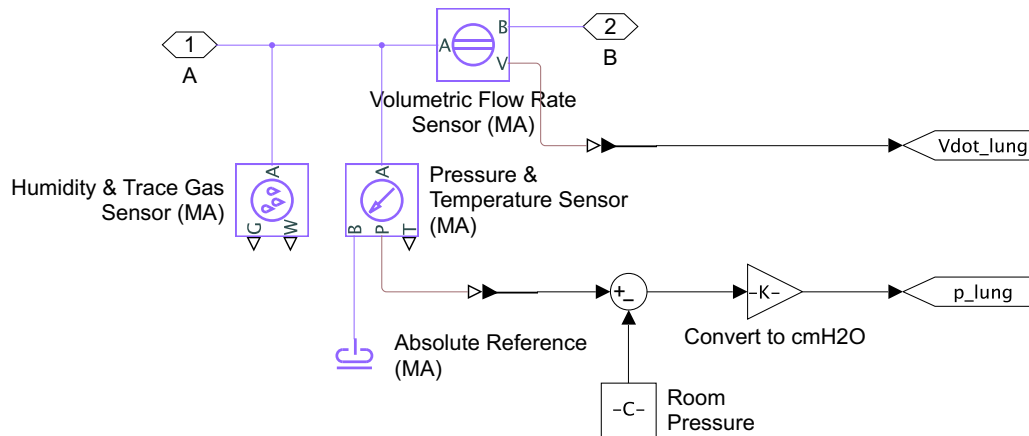 1
A
A
B
V
2
B
Volumetric Flow Rate
Sensor (MA)
Vdot_lung
Humidity & Trace Gas
Sensor (MA)
A
G
W
A
B
P
T
Pressure &
Temperature Sensor
(MA)
+
-
-K-
p_lung
Convert to cmH2O
Absolute Reference
(MA)
-C-
Room
Pressure